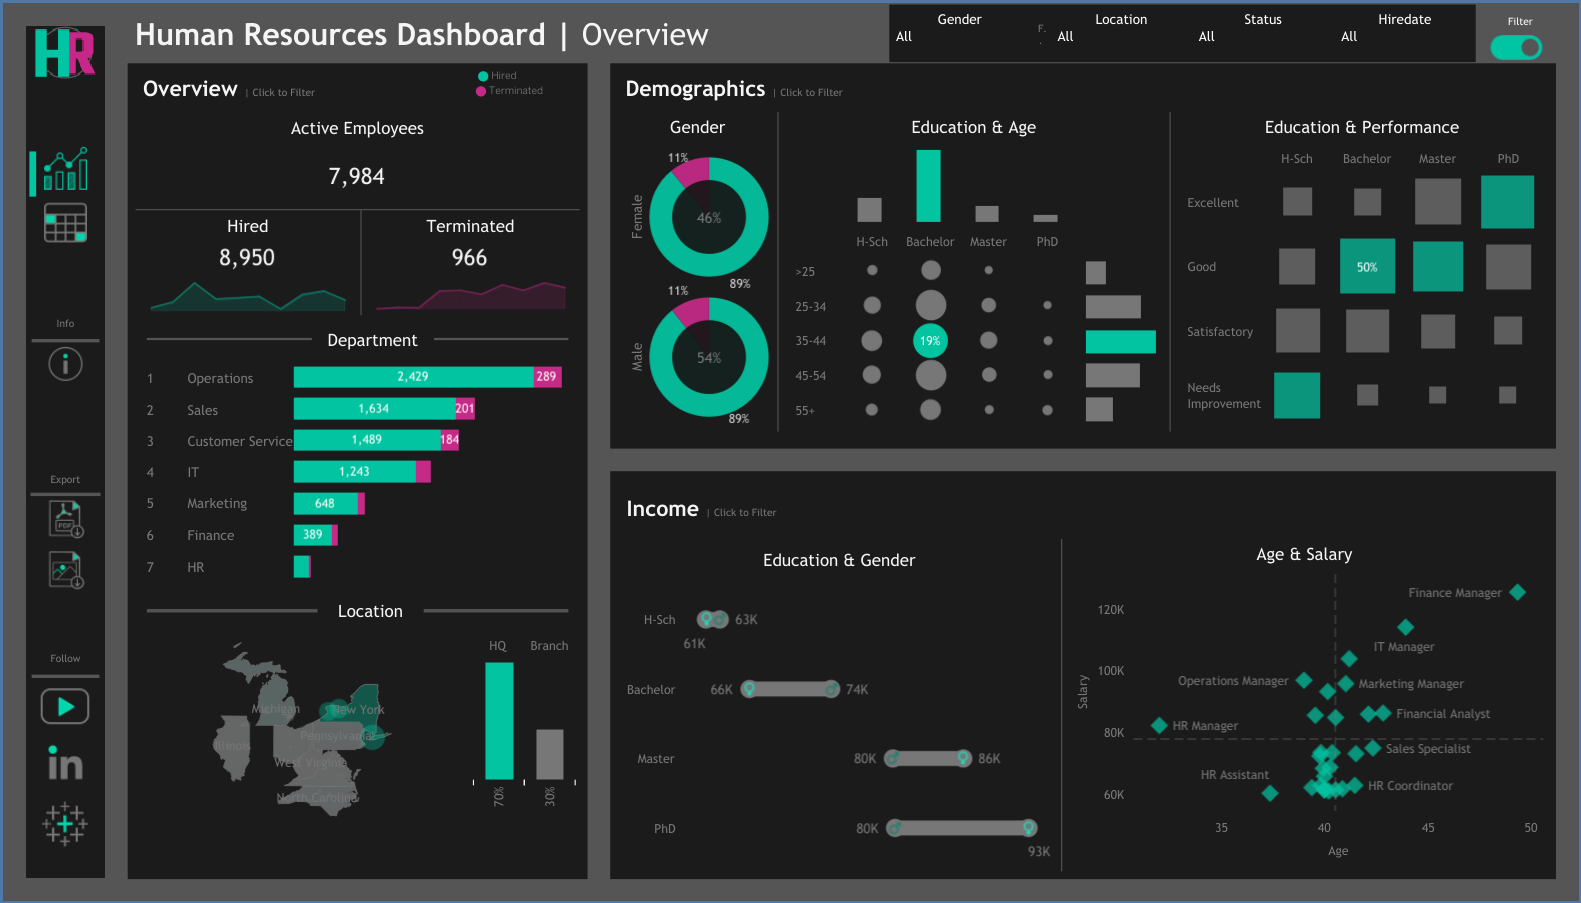 HR
Human Resources Dashboard | Overview
Gender
All
F.
Location
All
Status
All
Hiredate
All
Filter
Info
Export
PDF
Follow
in
Overview | Click to Filter
Hired
Terminated
Active Employees
7,984
Hired
8,950
Terminated
966
Department
1 Operations 2,429 289
2 Sales 1,634 201
3 Customer Service 1,489 184
4 IT 1,243
5 Marketing 648
6 Finance 389
7 HR
Location
Michigan
New York
Illinois
Pennsylvania
West Virginia
North Carolina
HQ Branch
70% 30%
Demographics | Click to Filter
Gender
Female
11%
46%
89%
Male
11%
54%
89%
Education & Age
H-Sch Bachelor Master PhD
>25
25-34
35-44 19%
45-54
55+
Education & Performance
H-Sch Bachelor Master PhD
Excellent
Good 50%
Satisfactory
Needs
Improvement
Income | Click to Filter
Education & Gender
H-Sch 63K
61K
Bachelor 66K 74K
Master 80K 86K
PhD 80K
93K
Age & Salary
Salary
120K
100K
80K
60K
Finance Manager
IT Manager
Operations Manager
Marketing Manager
Financial Analyst
HR Manager
Sales Specialist
HR Assistant
HR Coordinator
35 40 45 50
Age